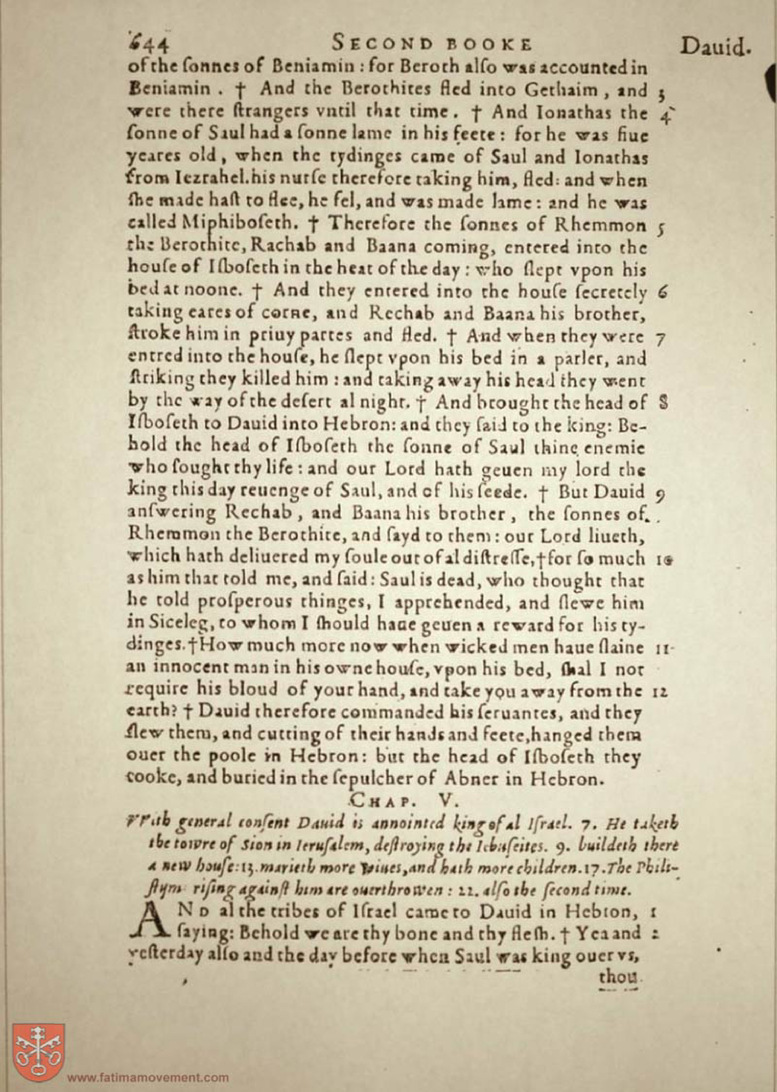 644 SECOND BOOKE Dauid.
of the ſonnes of Beniamin : for Beroth alſo was accounted in
Beniamin . † And the Berothites fled into Gethaim , and 3
were there ſtrangers vntil that time . † And Ionathas the 4
ſonne of Saul had a ſonne lame in his feete : for he was fiue
yeares old , when the tydinges came of Saul and Ionathas
from Iezrahel. his nurſe therefore taking him, fled: and when
ſhe made haſt to flee, he fel, and was made lame : and he was
called Miphiboſeth. † Therefore the ſonnes of Rhemmon 5
the Berothite, Rachab and Baana coming, entered into the
houſe of Iſboſeth in the heat of the day : who ſlept vpon his
bed at noone. † And they entered into the houſe ſecretely 6
taking eares of corne, and Rechab and Baana his brother,
ſtroke him in priuy partes and fled. † And when they were 7
entred into the houſe, he ſlept vpon his bed in a parler, and
ſtriking they killed him : and taking away his head they went
by the way of the deſert al night. † And brought the head of 8
Iſboſeth to Dauid into Hebron: and they ſaid to the king: Be-
hold the head of Iſboſeth the ſonne of Saul thine enemie
who ſought thy life : and our Lord hath geuen my lord the
king this day reuenge of Saul, and of his ſeede. † But Dauid 9
anſwering Rechab , and Baana his brother , the ſonnes of
Rhemmon the Berothite, and ſayd to them : our Lord liueth,
which hath deliuered my ſoule out of al diſtreſſe, † for ſo much 10
as him that told me, and ſaid : Saul is dead, who thought that
he told proſperous thinges, I apprehended, and ſlewe him
in Siceleg, to whom I ſhould haue geuen a reward for his ty-
dinges. † How much more now when wicked men haue ſlaine 11
an innocent man in his owne houſe, vpon his bed, ſhal I not
require his bloud of your hand, and take you away from the 12
earth? † Dauid therefore commanded his ſeruantes, and they
ſlew them, and cutting of their hands and feete, hanged them
ouer the poole in Hebron: but the head of Iſboſeth they
tooke, and buried in the ſepulcher of Abner in Hebron.
CHAP. V.
VVith general conſent Dauid is annointed king of al Iſrael. 7. He taketh
the towre of Sion in Ieruſalem, deſtroying the Iebuſeites. 9. buildeth there
a new houſe: 13. marieth more wiues, and hath more children. 17. The Phili-
ſtijms riſing againſt him are ouerthrowen : 22. alſo the ſecond time.
AND al the tribes of Iſrael came to Dauid in Hebron, 1
ſaying: Behold we are thy bone and thy fleſh. † Yea and 2
yeſterday alſo and the day before when Saul was king ouer vs,
thou
www.fatimamovement.com